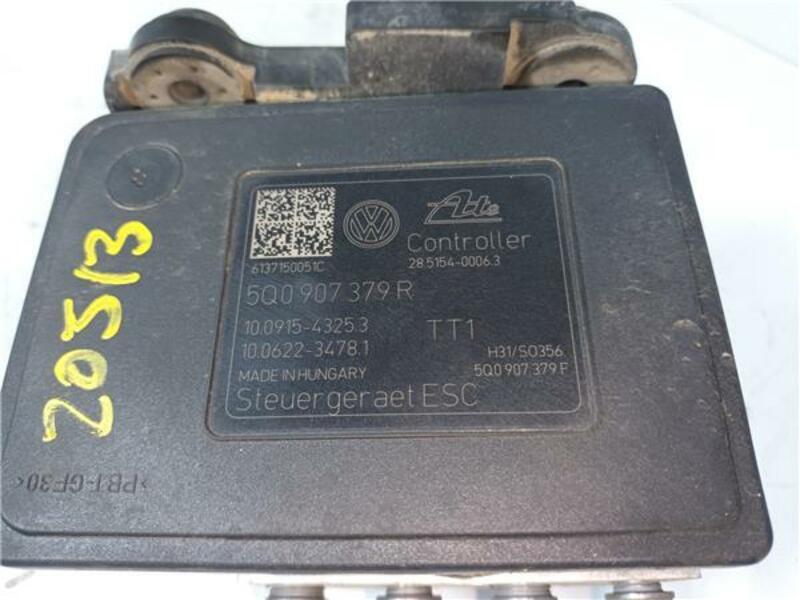 Ate
Controller
6137150051C
28.5154-0006.3
5Q0 907 379 R
10.0915-4325.3
TT1
10.0622-3478.1
H31/S0356
MADE IN HUNGARY
5Q0 907 379 F
Steuergeraet ESC
20513
>PBT-GF30<